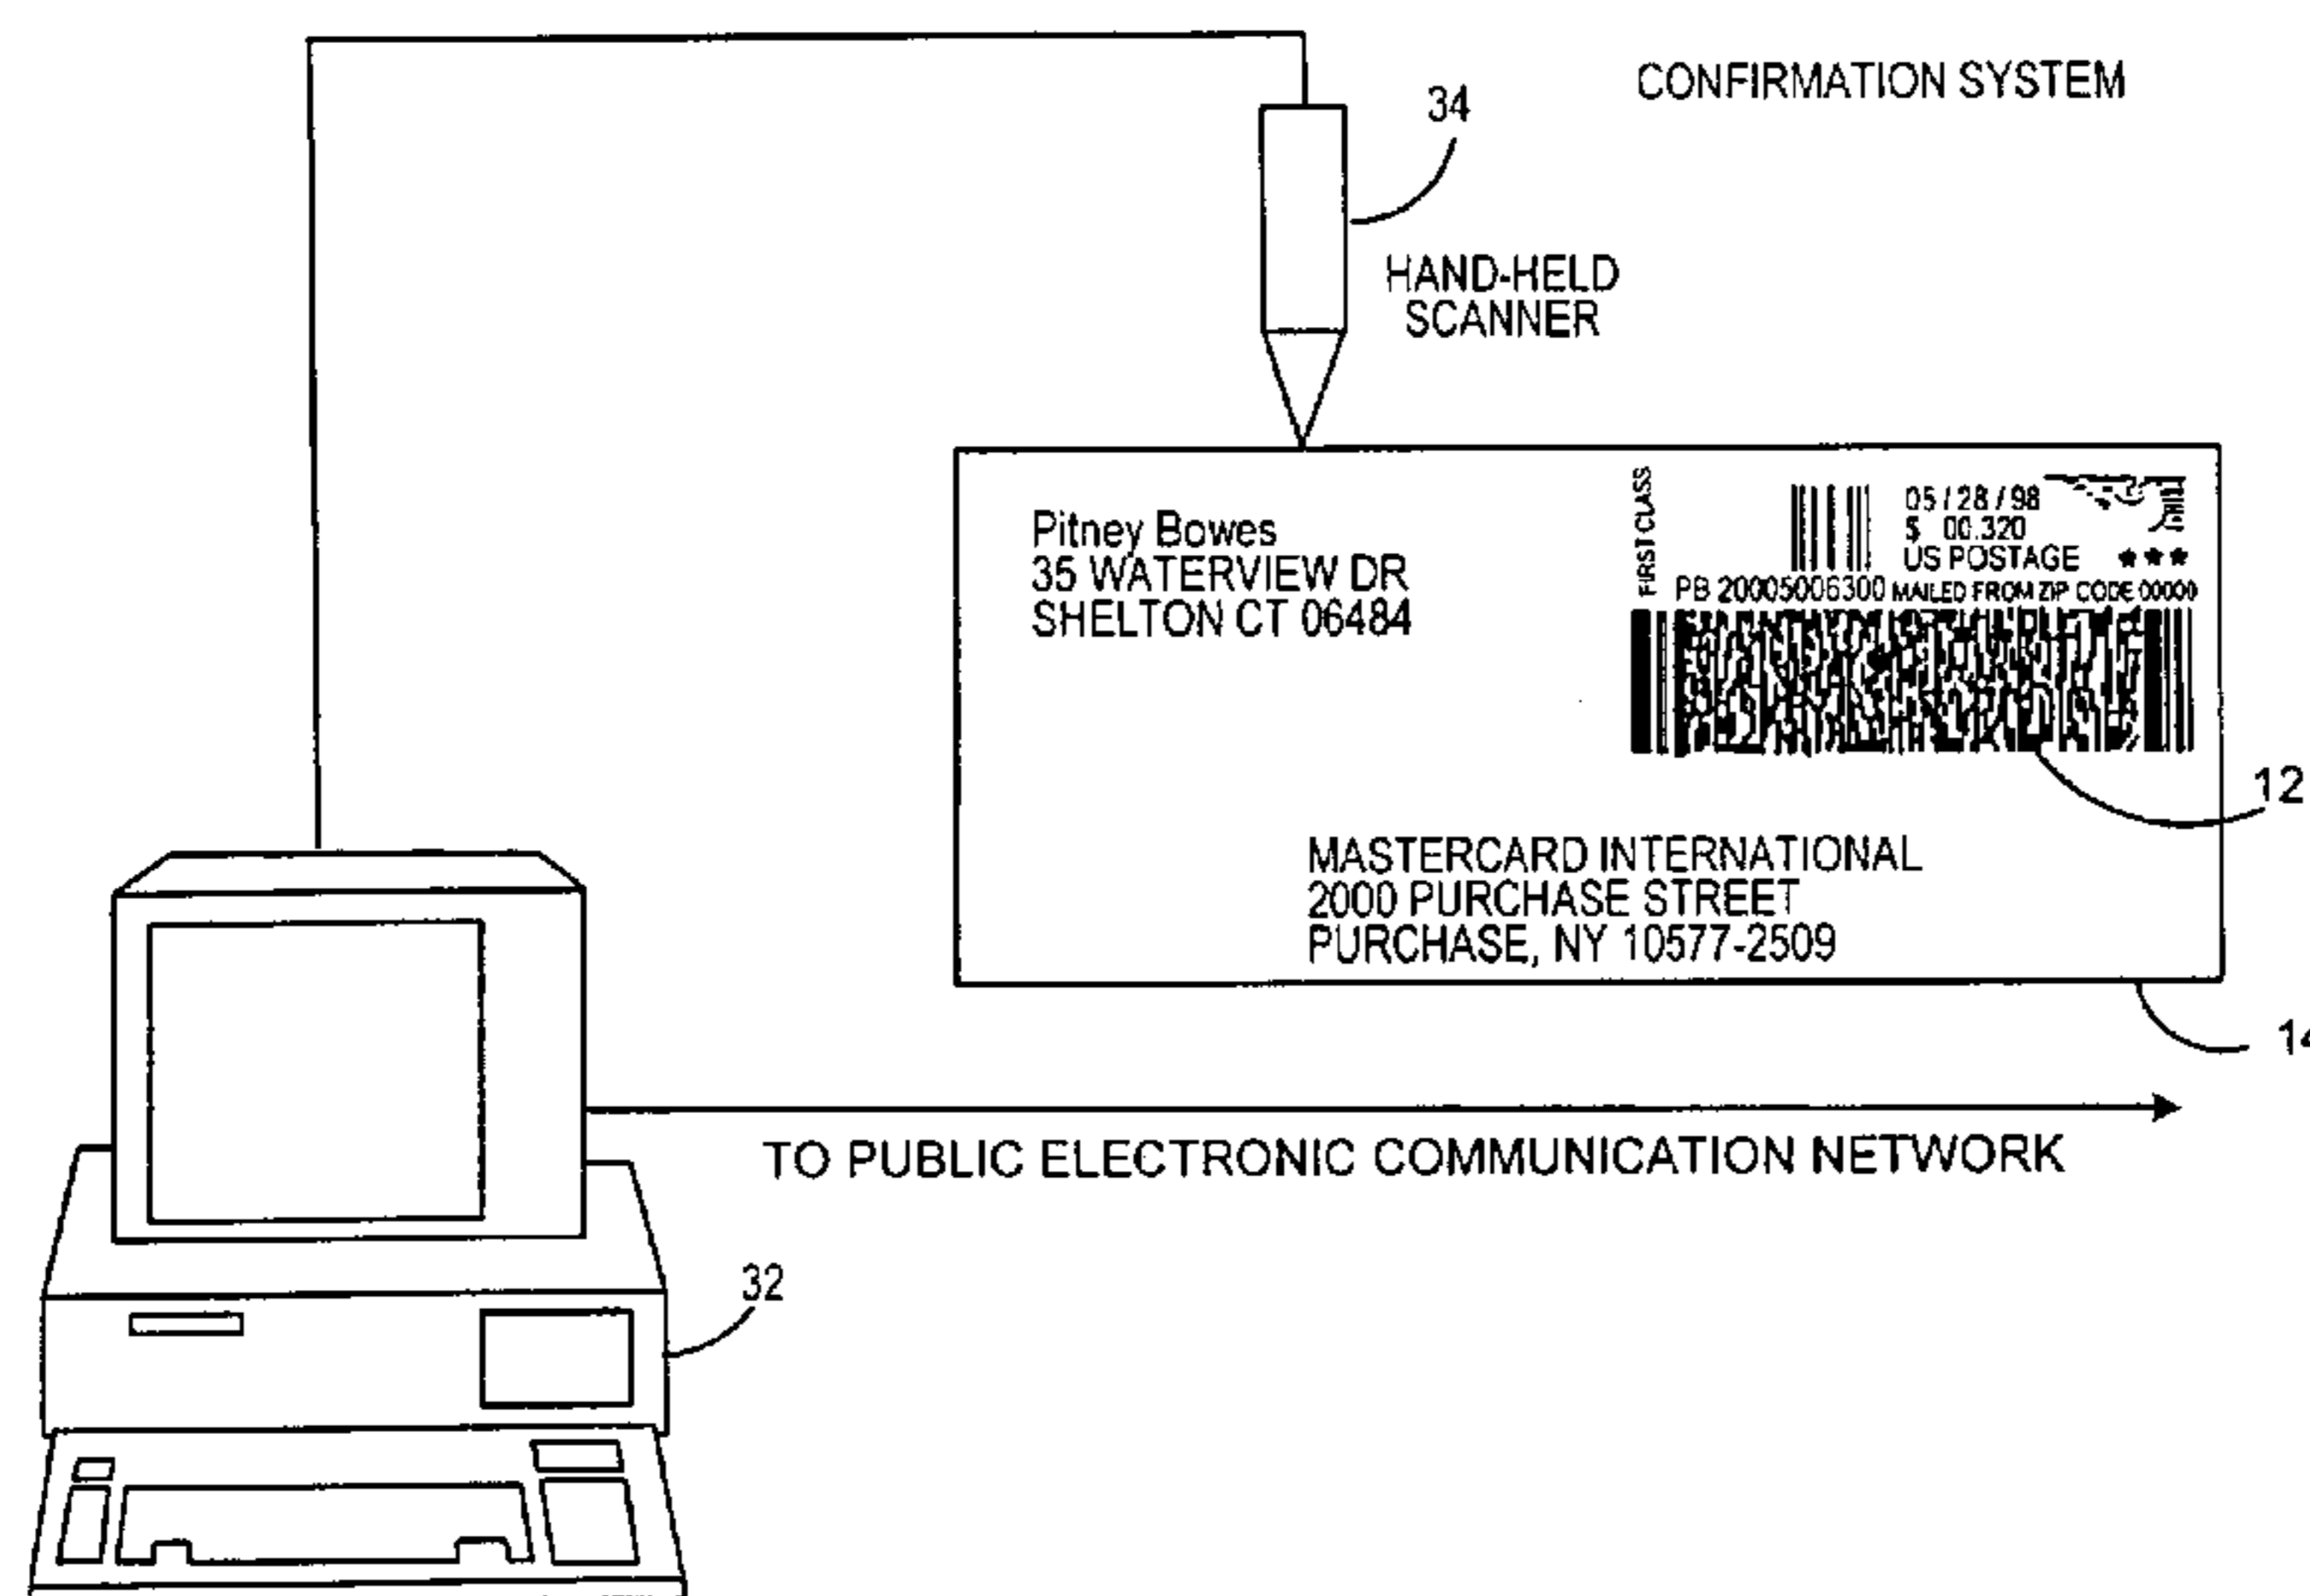 CONFIRMATION SYSTEM
34
HAND-HELD
SCANNER
Pitney Bowes
35 WATERVIEW DR
SHELTON CT 06484
FIRST CLASS
05 / 28 / 98
$ 00.320
US POSTAGE ★★★
PB 20005006300 MAILED FROM ZIP CODE 00000
12
MASTERCARD INTERNATIONAL
2000 PURCHASE STREET
PURCHASE, NY 10577-2509
14
TO PUBLIC ELECTRONIC COMMUNICATION NETWORK
32